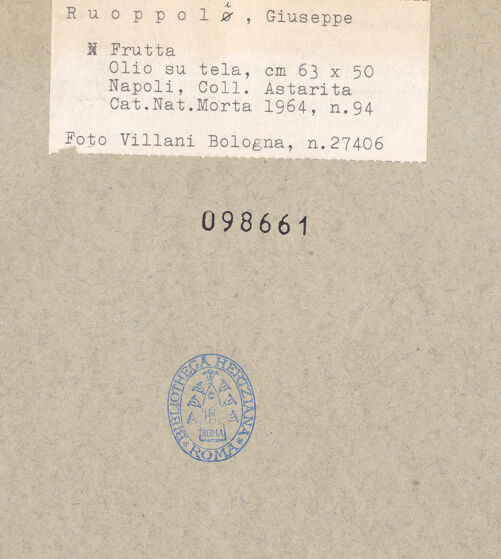 Ruoppolo, Giuseppe
N Frutta
Olio su tela, cm 63 x 50
Napoli, Coll. Astarita
Cat.Nat.Morta 1964, n.94
Foto Villani Bologna, n.27406
098661
BIBLIOTHECA HERTZIANA
ROMA
ROMA